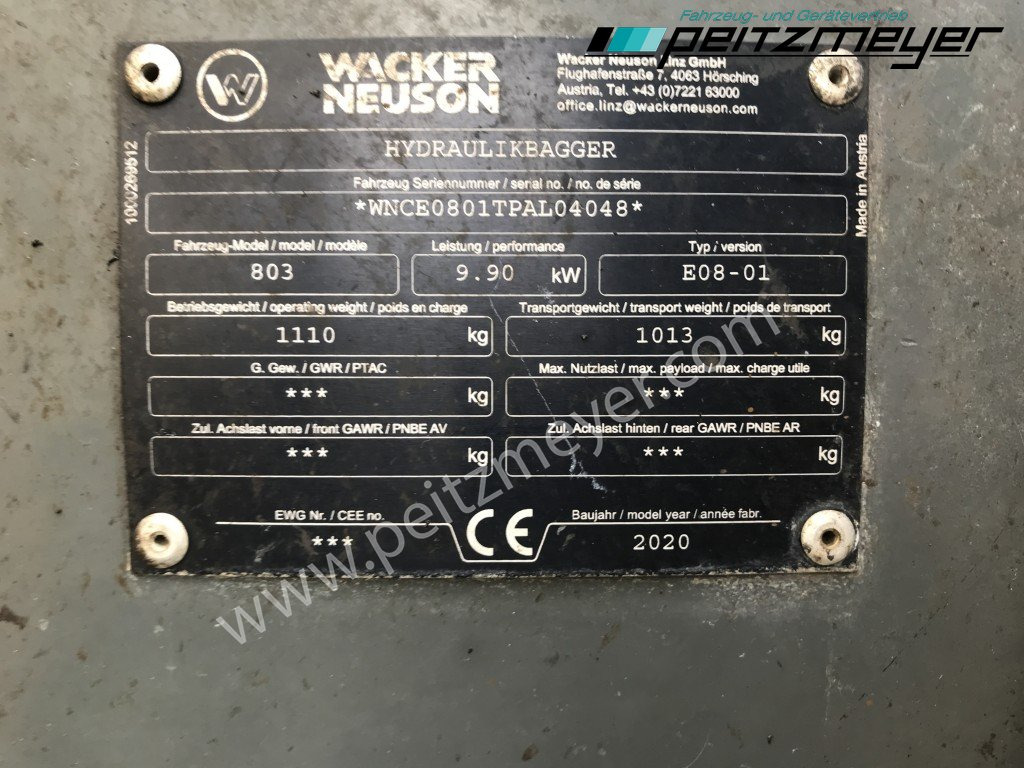 Fahrzeug- und Gerätevertrieb
peitzmeyer
W WACKER
NEUSON
Wacker Neuson Linz GmbH
Flughafenstraße 7, 4063 Hörsching
Austria, Tel. +43 (0)7221 63000
office.linz@wackerneuson.com
1000269512
Made in Austria
HYDRAULIKBAGGER
Fahrzeug Seriennummer / serial no. / no. de série
*WNCE0801TPAL04048*
Fahrzeug-Model / model / modèle Leistung / performance Typ / version
803 9.90 kW E08-01
Betriebsgewicht / operating weight / poids en charge Transportgewicht / transport weight / poids de transport
1110 kg 1013 kg
G. Gew. / GWR / PTAC Max. Nutzlast / max. payload / max. charge utile
*** kg *** kg
Zul. Achslast vorne / front GAWR / PNBE AV Zul. Achslast hinten / rear GAWR / PNBE AR
*** kg *** kg
EWG Nr. / CEE no. CE Baujahr / model year / année fabr.
*** 2020
www.peitzmeyer.com